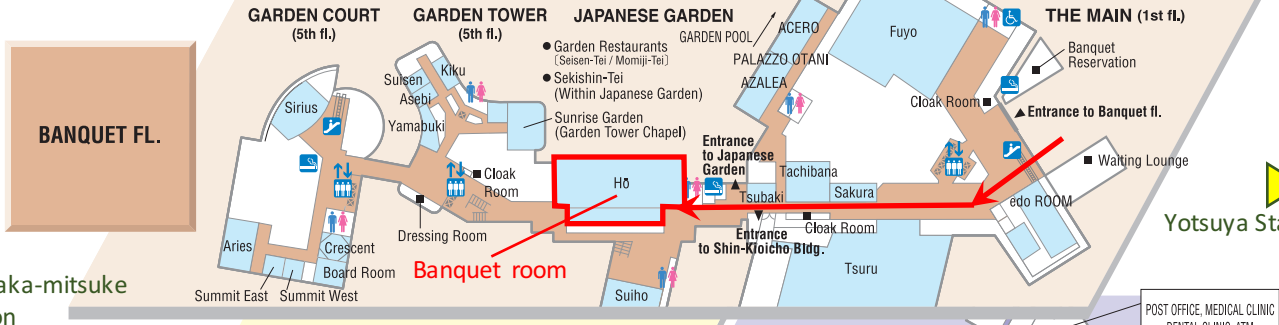 BANQUET FL.
GARDEN COURT
(5th fl.)
GARDEN TOWER
(5th fl.)
JAPANESE GARDEN
● Garden Restaurants
〔Seisen-Tei / Momiji-Tei〕
● Sekishin-Tei
(Within Japanese Garden)
GARDEN POOL
ACERO
PALAZZO OTANI
AZALEA
Fuyo
THE MAIN (1st fl.)
Banquet
Reservation
Cloak Room
Entrance to Banquet fl.
Waiting Lounge
edo ROOM
Sirius
Suisen
Kiku
Asebi
Yamabuki
Sunrise Garden
(Garden Tower Chapel)
Entrance
to Japanese
Garden
Cloak
Room
Hō
Tachibana
Tsubaki
Sakura
Dressing Room
Entrance
to Shin-Kioicho Bldg.
Cloak Room
Tsuru
Aries
Crescent
Board Room
Summit East
Summit West
Banquet room
Suiho
Yotsuya Sta
aka-mitsuke
on
POST OFFICE, MEDICAL CLINIC
DENTAL CLINIC, ATM